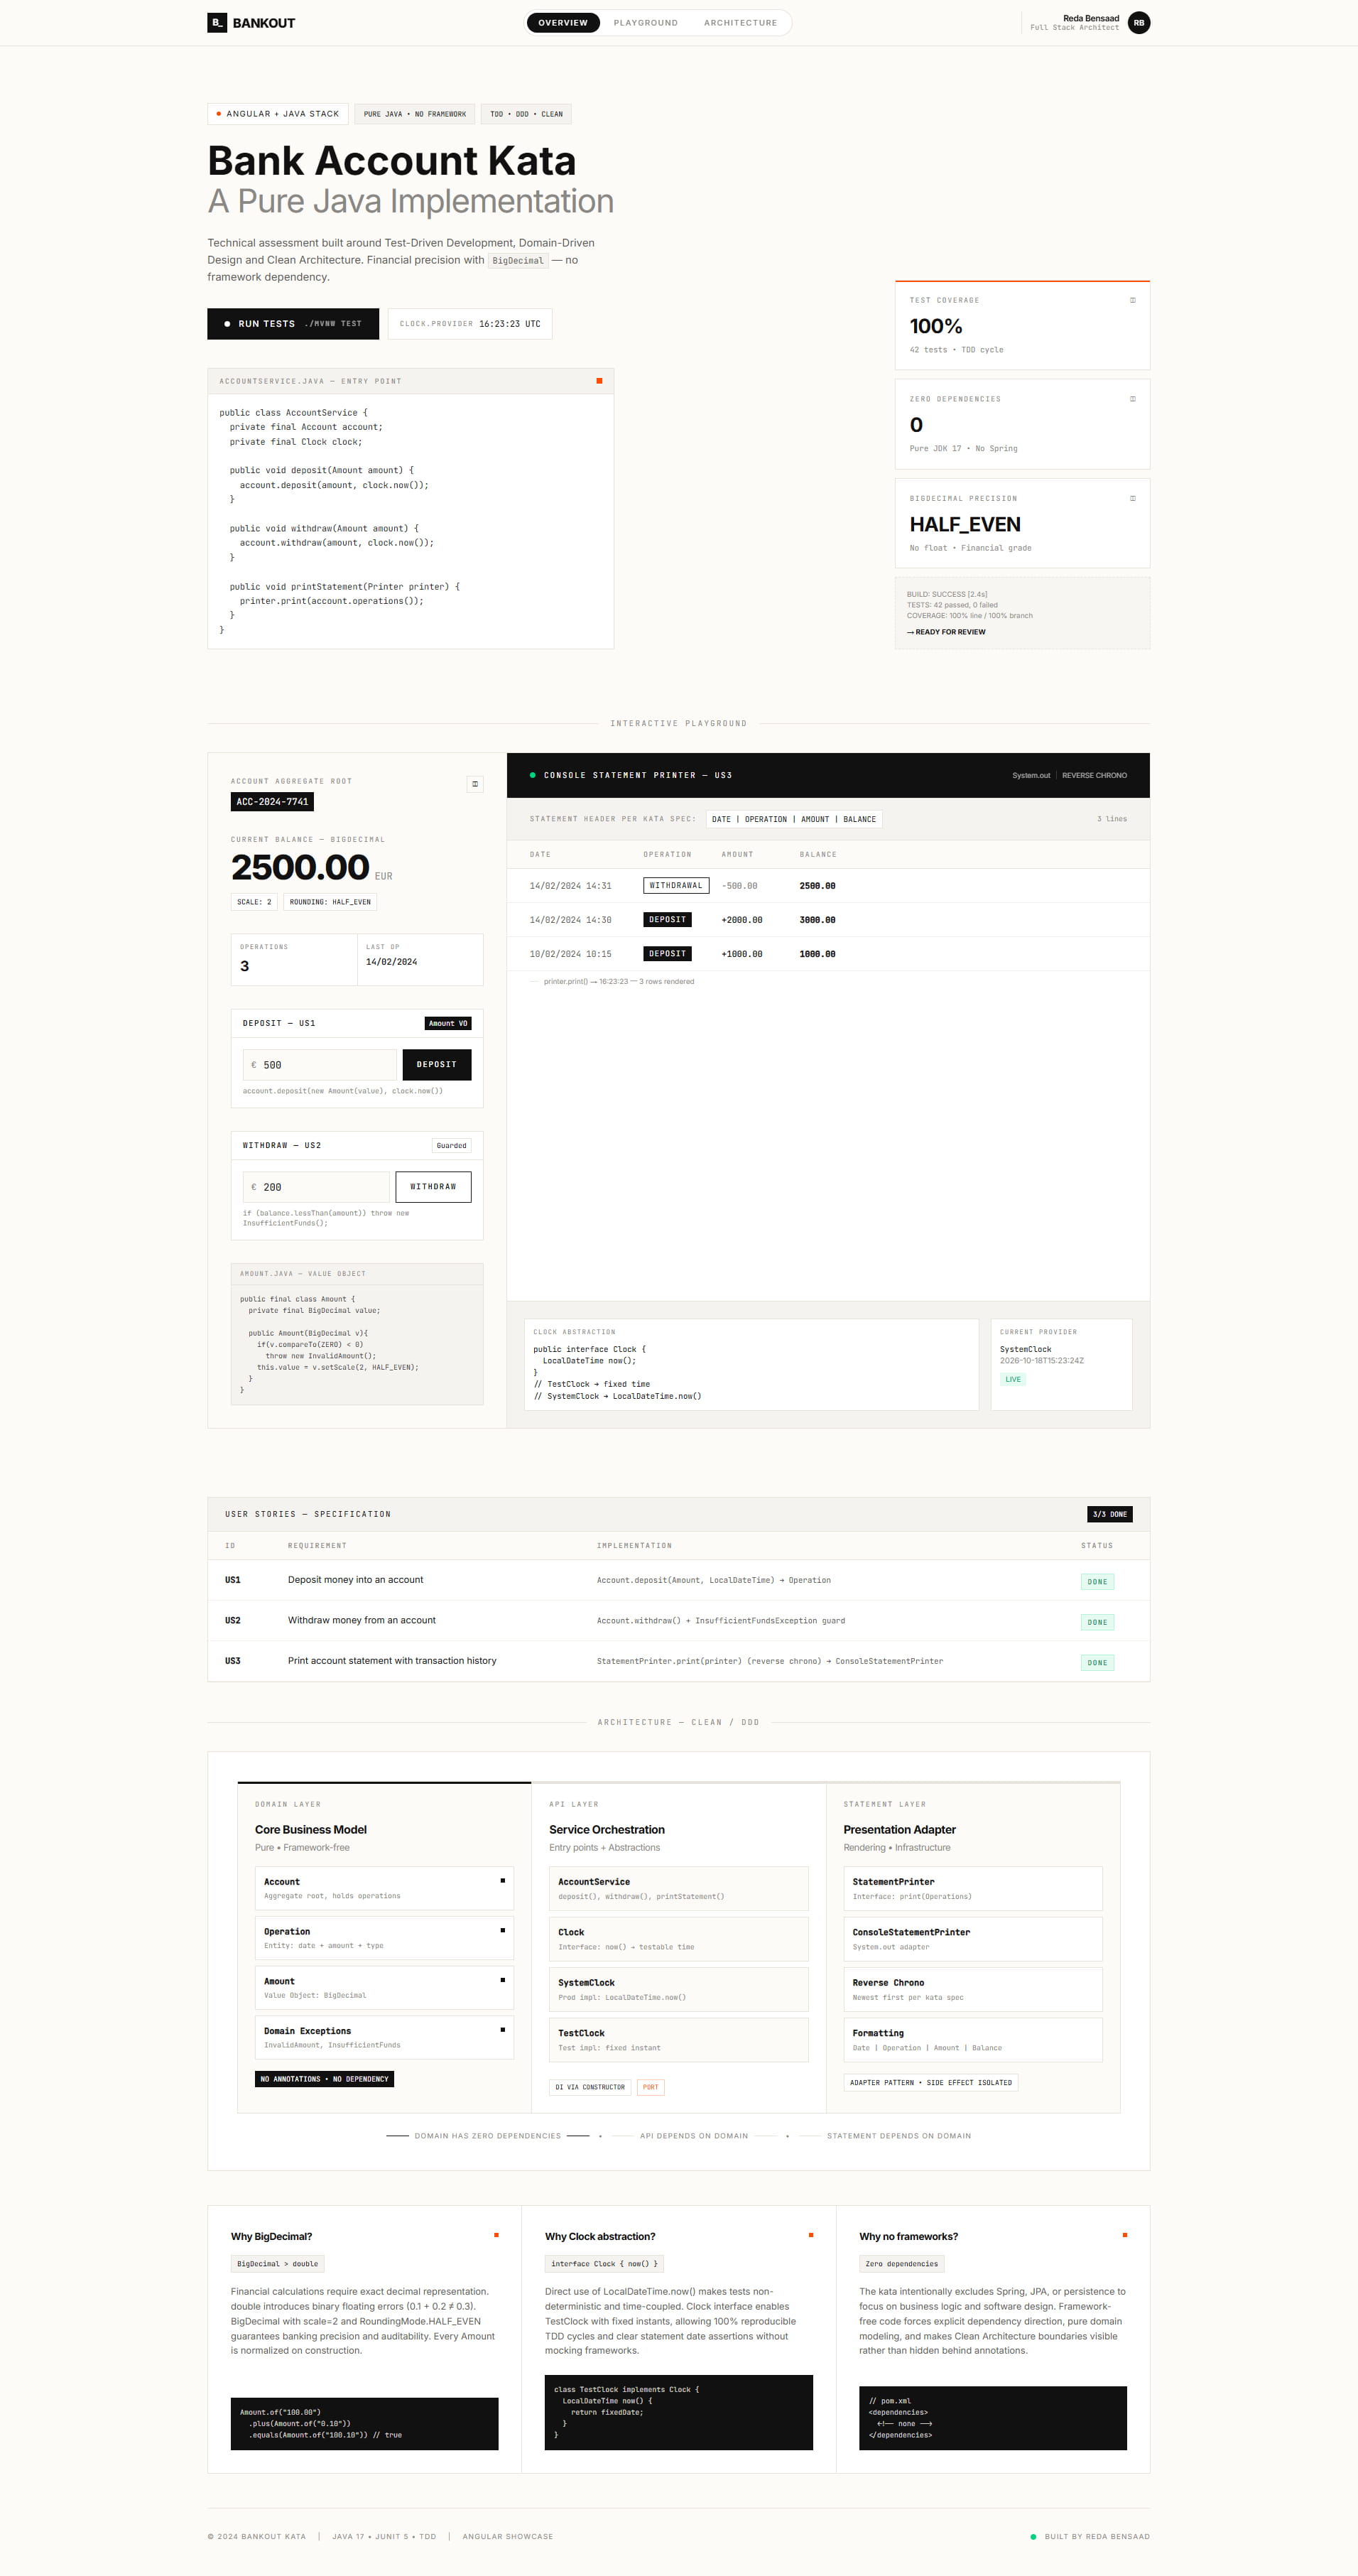 B_ BANKOUT
OVERVIEW PLAYGROUND ARCHITECTURE
Reda Bensaad
Full Stack Architect
RB
ANGULAR + JAVA STACK
PURE JAVA • NO FRAMEWORK
TDD • DDD • CLEAN
Bank Account Kata
A Pure Java Implementation
Technical assessment built around Test-Driven Development, Domain-Driven
Design and Clean Architecture. Financial precision with BigDecimal — no
framework dependency.
RUN TESTS ./MVNW TEST
CLOCK.PROVIDER 16:23:23 UTC
ACCOUNTSERVICE.JAVA — ENTRY POINT
public class AccountService {
private final Account account;
private final Clock clock;
public void deposit(Amount amount) {
account.deposit(amount, clock.now());
}
public void withdraw(Amount amount) {
account.withdraw(amount, clock.now());
}
public void printStatement(Printer printer) {
printer.print(account.operations());
}
}
TEST COVERAGE
100%
42 tests • TDD cycle
ZERO DEPENDENCIES
0
Pure JDK 17 • No Spring
BIGDECIMAL PRECISION
HALF_EVEN
No float • Financial grade
BUILD: SUCCESS [2.4s]
TESTS: 42 passed, 0 failed
COVERAGE: 100% line / 100% branch
→ READY FOR REVIEW
INTERACTIVE PLAYGROUND
ACCOUNT AGGREGATE ROOT
ACC-2024-7741
CURRENT BALANCE — BIGDECIMAL
2500.00 EUR
SCALE: 2 ROUNDING: HALF_EVEN
OPERATIONS
3
LAST OP
14/02/2024
DEPOSIT — US1 Amount VO
€ 500 DEPOSIT
account.deposit(new Amount(value), clock.now())
WITHDRAW — US2 Guarded
€ 200 WITHDRAW
if (balance.lessThan(amount)) throw new
InsufficientFunds();
AMOUNT.JAVA — VALUE OBJECT
public final class Amount {
private final BigDecimal value;
public Amount(BigDecimal v){
if(v.compareTo(ZERO) < 0)
throw new InvalidAmount();
this.value = v.setScale(2, HALF_EVEN);
}
}
CONSOLE STATEMENT PRINTER — US3
System.out | REVERSE CHRONO
STATEMENT HEADER PER KATA SPEC: DATE | OPERATION | AMOUNT | BALANCE 3 lines
DATE OPERATION AMOUNT BALANCE
14/02/2024 14:31 WITHDRAWAL -500.00 2500.00
14/02/2024 14:30 DEPOSIT +2000.00 3000.00
10/02/2024 10:15 DEPOSIT +1000.00 1000.00
printer.print() → 16:23:23 — 3 rows rendered
CLOCK ABSTRACTION
public interface Clock {
LocalDateTime now();
}
// TestClock → fixed time
// SystemClock → LocalDateTime.now()
CURRENT PROVIDER
SystemClock
2026-10-18T15:23:24Z
LIVE
USER STORIES — SPECIFICATION 3/3 DONE
ID REQUIREMENT IMPLEMENTATION STATUS
US1 Deposit money into an account Account.deposit(Amount, LocalDateTime) → Operation DONE
US2 Withdraw money from an account Account.withdraw() + InsufficientFundsException guard DONE
US3 Print account statement with transaction history StatementPrinter.print(printer) (reverse chrono) → ConsoleStatementPrinter DONE
ARCHITECTURE — CLEAN / DDD
DOMAIN LAYER
Core Business Model
Pure • Framework-free
Account
Aggregate root, holds operations
Operation
Entity: date + amount + type
Amount
Value Object: BigDecimal
Domain Exceptions
InvalidAmount, InsufficientFunds
NO ANNOTATIONS • NO DEPENDENCY
API LAYER
Service Orchestration
Entry points + Abstractions
AccountService
deposit(), withdraw(), printStatement()
Clock
Interface: now() → testable time
SystemClock
Prod impl: LocalDateTime.now()
TestClock
Test impl: fixed instant
DI VIA CONSTRUCTOR PORT
STATEMENT LAYER
Presentation Adapter
Rendering • Infrastructure
StatementPrinter
Interface: print(Operations)
ConsoleStatementPrinter
System.out adapter
Reverse Chrono
Newest first per kata spec
Formatting
Date | Operation | Amount | Balance
ADAPTER PATTERN • SIDE EFFECT ISOLATED
DOMAIN HAS ZERO DEPENDENCIES • API DEPENDS ON DOMAIN • STATEMENT DEPENDS ON DOMAIN
Why BigDecimal?
BigDecimal > double
Financial calculations require exact decimal representation.
double introduces binary floating errors (0.1 + 0.2 ≠ 0.3).
BigDecimal with scale=2 and RoundingMode.HALF_EVEN
guarantees banking precision and auditability. Every Amount
is normalized on construction.
Amount.of("100.00")
.plus(Amount.of("0.10"))
.equals(Amount.of("100.10")) // true
Why Clock abstraction?
interface Clock { now() }
Direct use of LocalDateTime.now() makes tests non-
deterministic and time-coupled. Clock interface enables
TestClock with fixed instants, allowing 100% reproducible
TDD cycles and clear statement date assertions without
mocking frameworks.
class TestClock implements Clock {
LocalDateTime now() {
return fixedDate;
}
}
Why no frameworks?
Zero dependencies
The kata intentionally excludes Spring, JPA, or persistence to
focus on business logic and software design. Framework-
free code forces explicit dependency direction, pure domain
modeling, and makes Clean Architecture boundaries visible
rather than hidden behind annotations.
// pom.xml
<dependencies>
<!-- none -->
</dependencies>
© 2024 BANKOUT KATA | JAVA 17 • JUNIT 5 • TDD | ANGULAR SHOWCASE
BUILT BY REDA BENSAAD